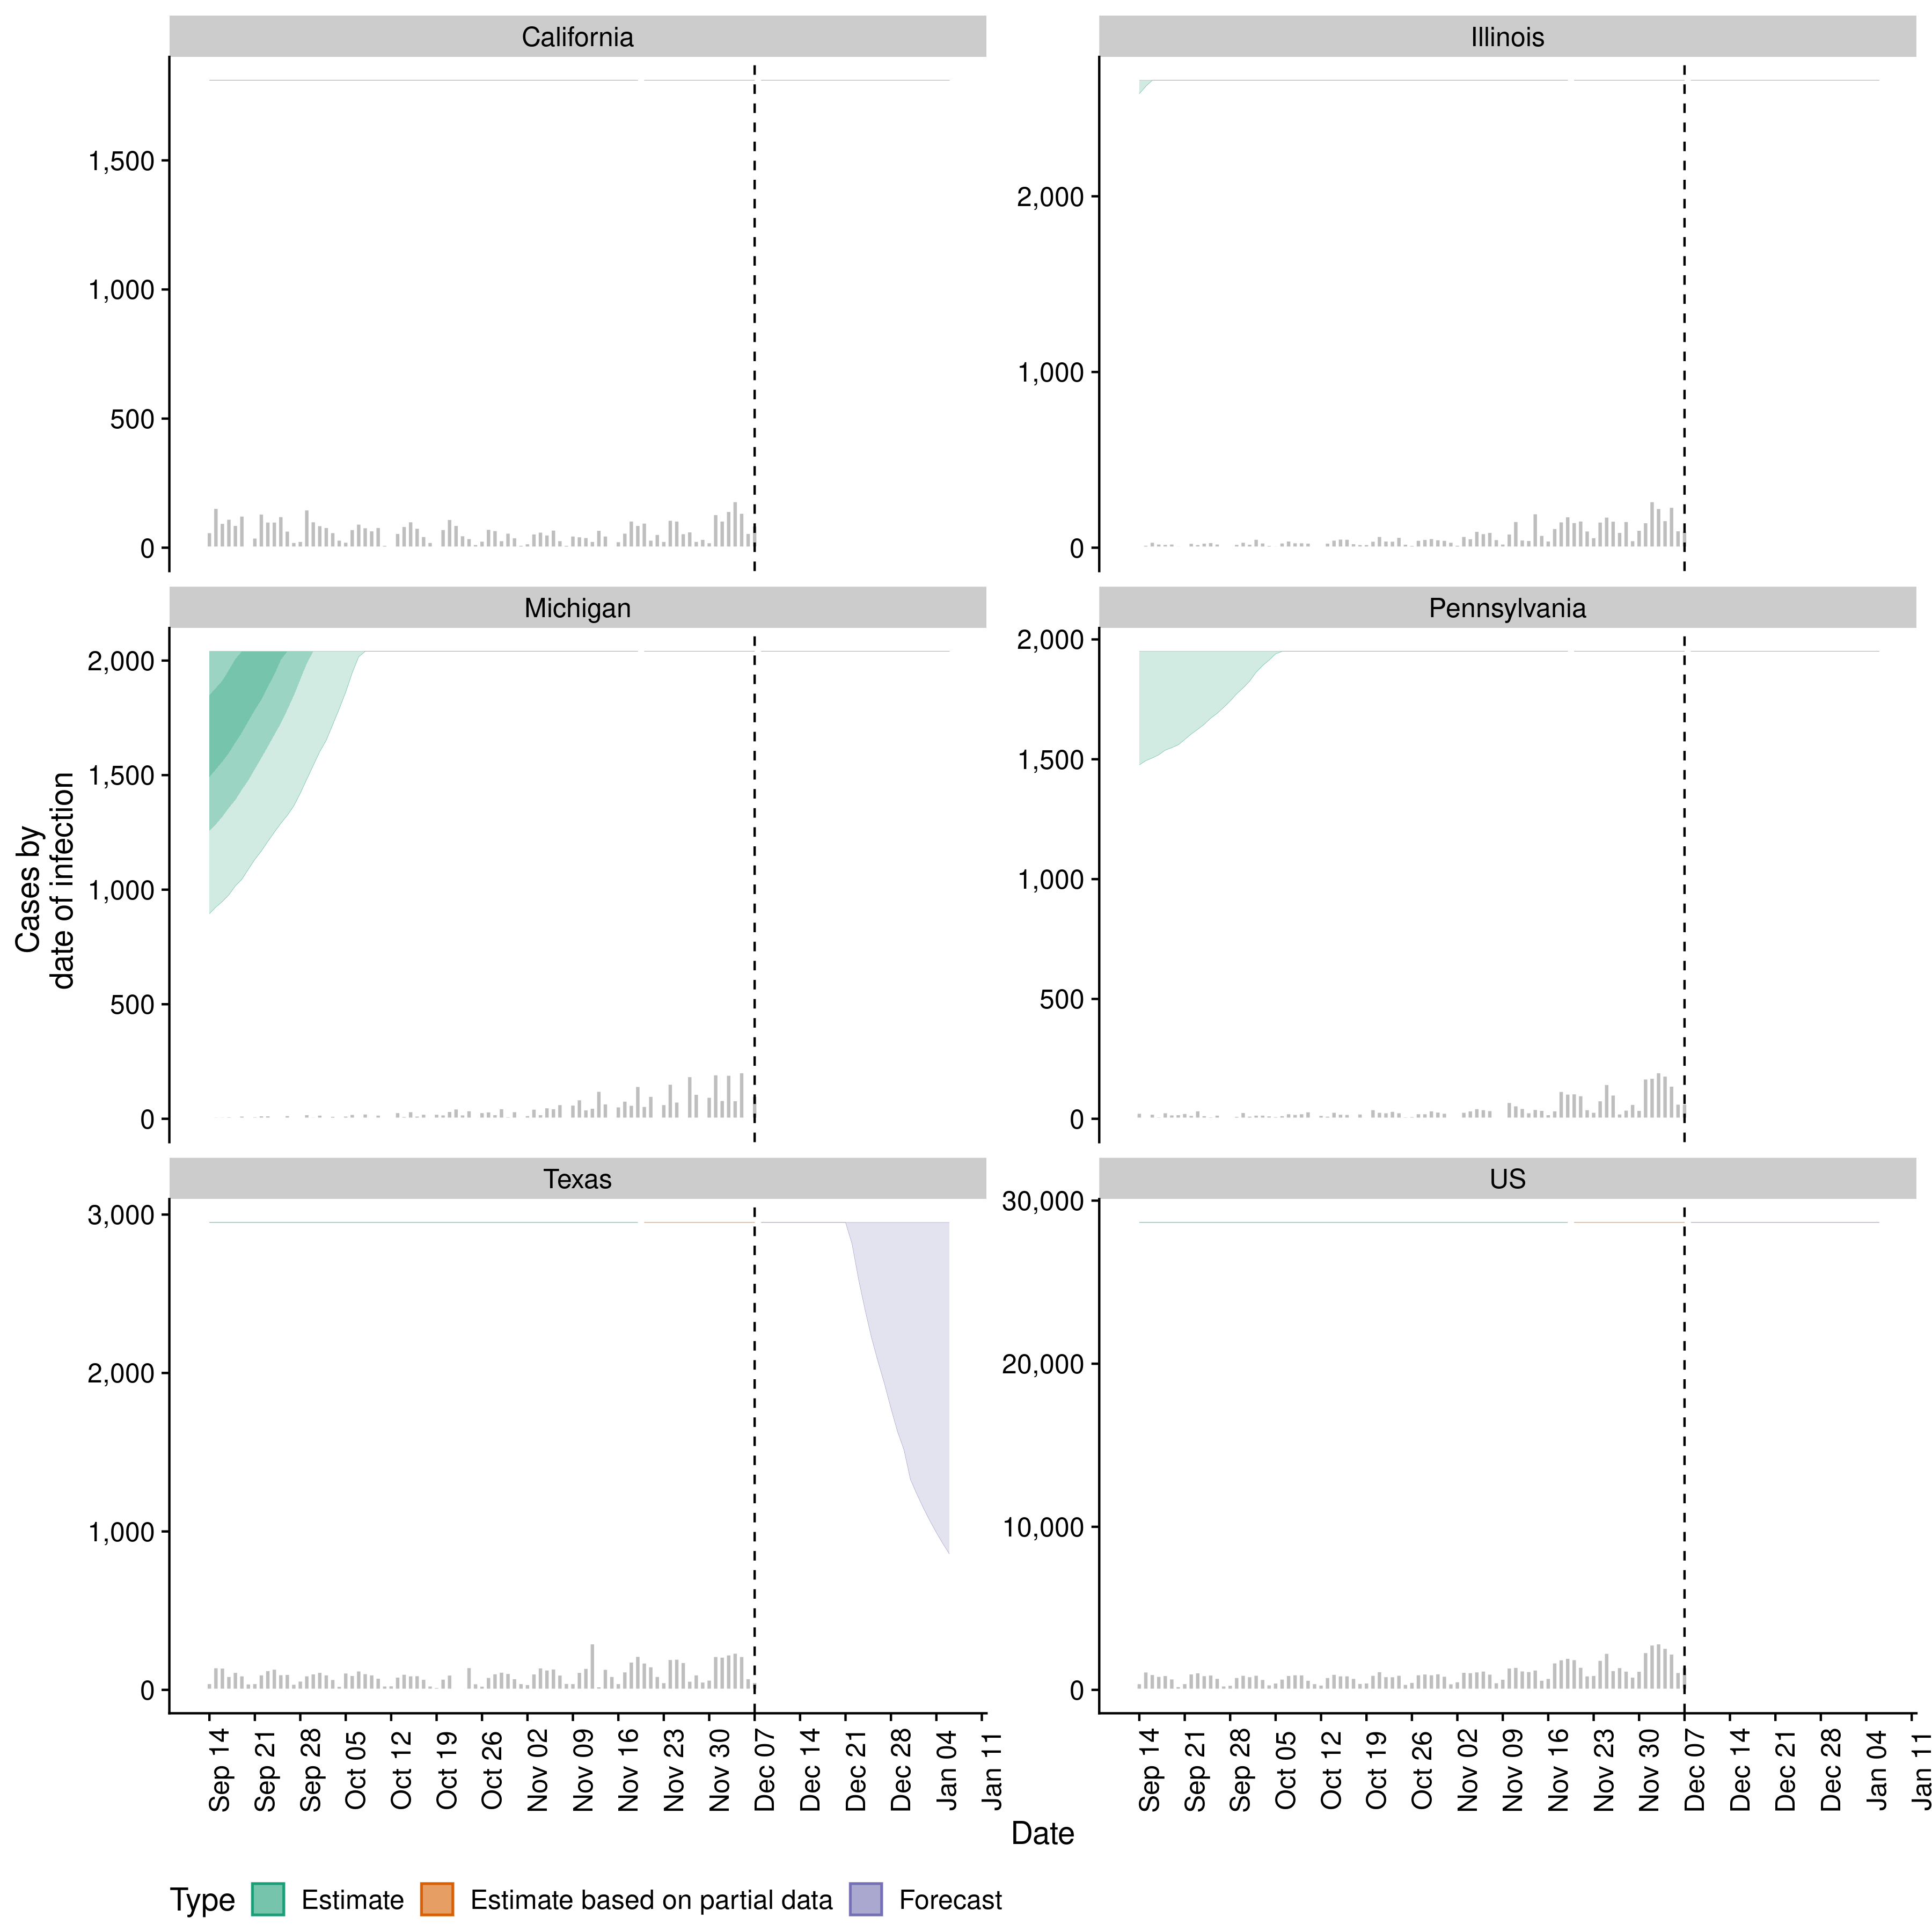 California
Illinois
1,500
1,000
500
0
2,000
1,000
0
Michigan
Pennsylvania
2,000
1,500
1,000
500
0
2,000
1,500
1,000
500
0
Cases by
date of infection
Texas
US
3,000
2,000
1,000
0
30,000
20,000
10,000
0
Sep 14
Sep 21
Sep 28
Oct 05
Oct 12
Oct 19
Oct 26
Nov 02
Nov 09
Nov 16
Nov 23
Nov 30
Dec 07
Dec 14
Dec 21
Dec 28
Jan 04
Jan 11
Sep 14
Sep 21
Sep 28
Oct 05
Oct 12
Oct 19
Oct 26
Nov 02
Nov 09
Nov 16
Nov 23
Nov 30
Dec 07
Dec 14
Dec 21
Dec 28
Jan 04
Jan 11
Date
Type Estimate Estimate based on partial data Forecast